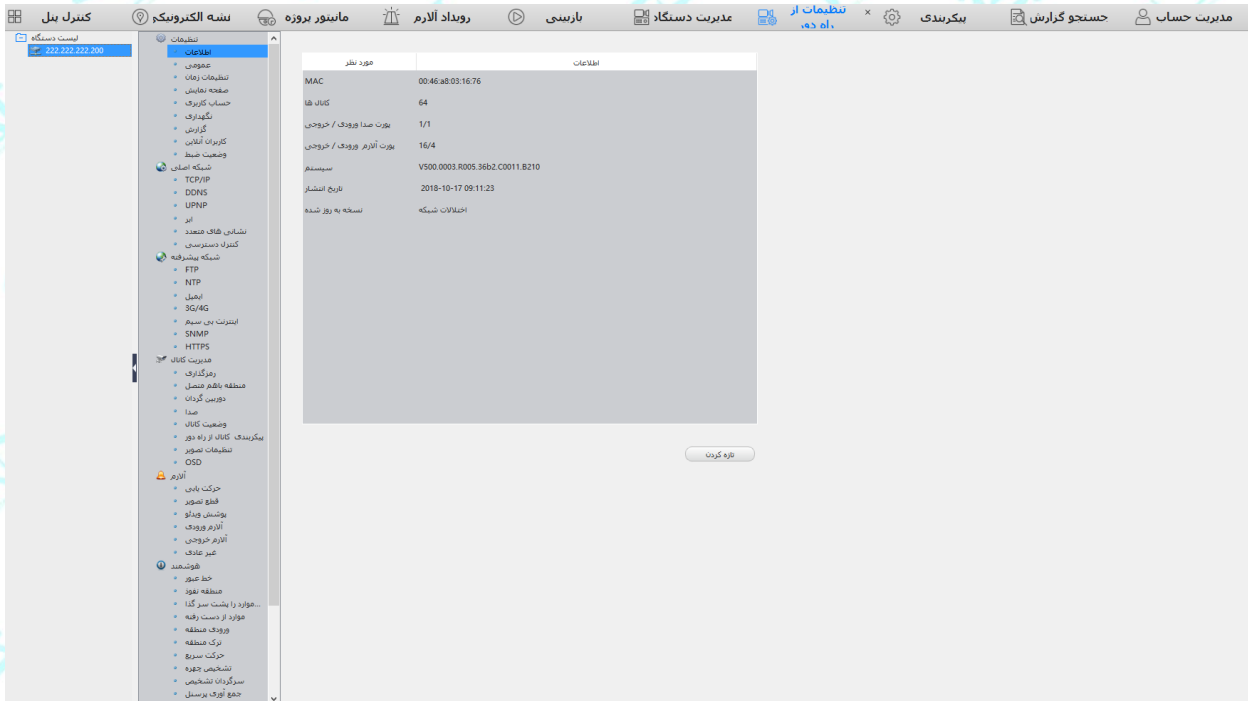 کنترل پنل
نقشه الکترونیکی
مانیتور پروژه
رویداد آلارم
بازبینی
مدیریت دستگاه
تنظیمات از راه دور
×
پیکربندی
جستجو گزارش
مدیریت حساب
لیست دستگاه
222.222.222.200
تنظیمات
اطلاعات
عمومی
تنظیمات زمان
صفحه نمایش
حساب کاربری
نگهداری
گزارش
کاربران آنلاین
وضعیت ضبط
شبکه اصلی
TCP/IP
DDNS
UPNP
ابر
نشانی های متعدد
کنترل دسترسی
شبکه پیشرفته
FTP
NTP
ایمیل
3G/4G
اینترنت بی سیم
SNMP
HTTPS
مدیریت کانال
رمزگذاری
منطقه باهم متصل
دوربین گردان
صدا
وضعیت کانال
پیکربندی کانال از راه دور
تنظیمات تصویر
OSD
آلارم
حرکت یابی
قطع تصویر
پوشش ویدئو
آلارم ورودی
آلارم خروجی
غیر عادی
هوشمند
خط عبور
منطقه نفوذ
موارد را پشت سر گذا...
موارد از دست رفته
ورودی منطقه
ترک منطقه
حرکت سریع
تشخیص چهره
سرگردان تشخیص
جمع آوری پرسنل
مورد نظر اطلاعات
MAC 00:46:a8:03:16:76
کانال ها 64
پورت صدا ورودی / خروجی 1/1
پورت آلارم ورودی / خروجی 16/4
سیستم V500.0003.R005.36b2.C0011.B210
تاریخ انتشار 2018-10-17 09:11:23
نسخه به روز شده اختلالات شبکه
تازه کردن